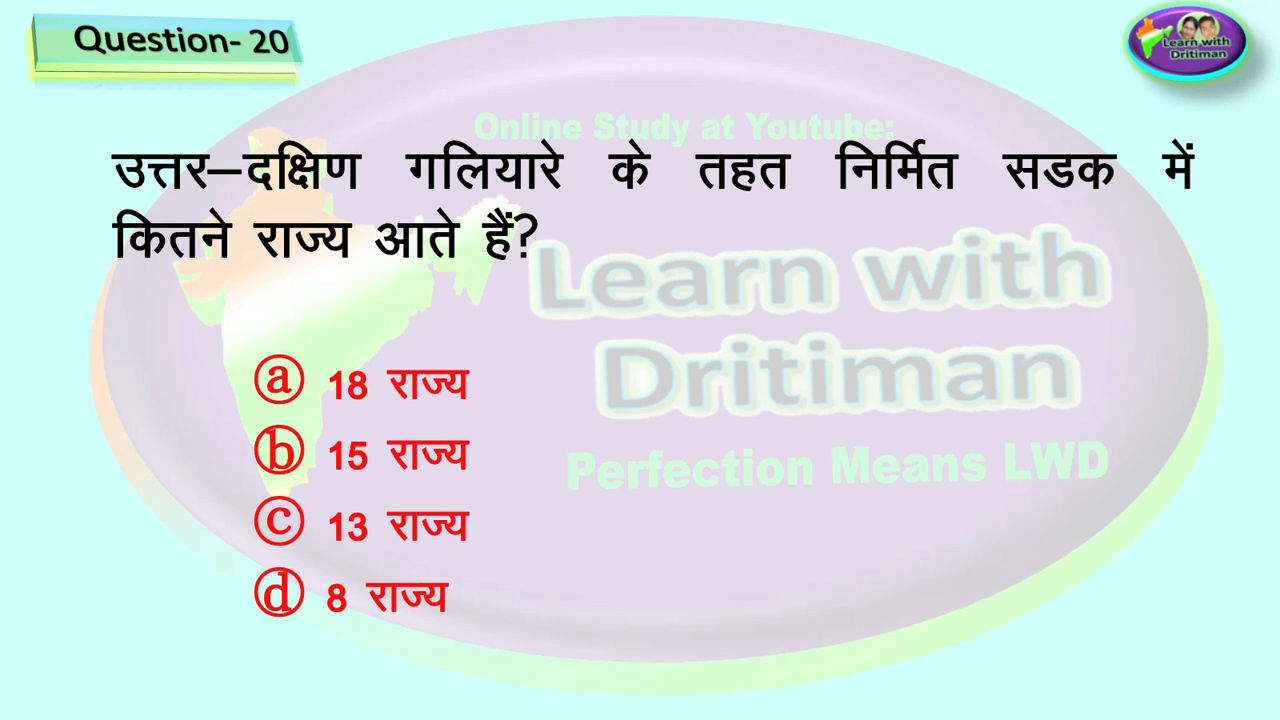 Question- 20
Learn with
Dritiman
Online Study at Youtube:
उत्तर–दक्षिण गलियारे के तहत निर्मित सडक में
कितने राज्य आते हैं?
Learn with
Dritiman
Perfection Means LWD
ⓐ 18 राज्य
ⓑ 15 राज्य
ⓒ 13 राज्य
ⓓ 8 राज्य